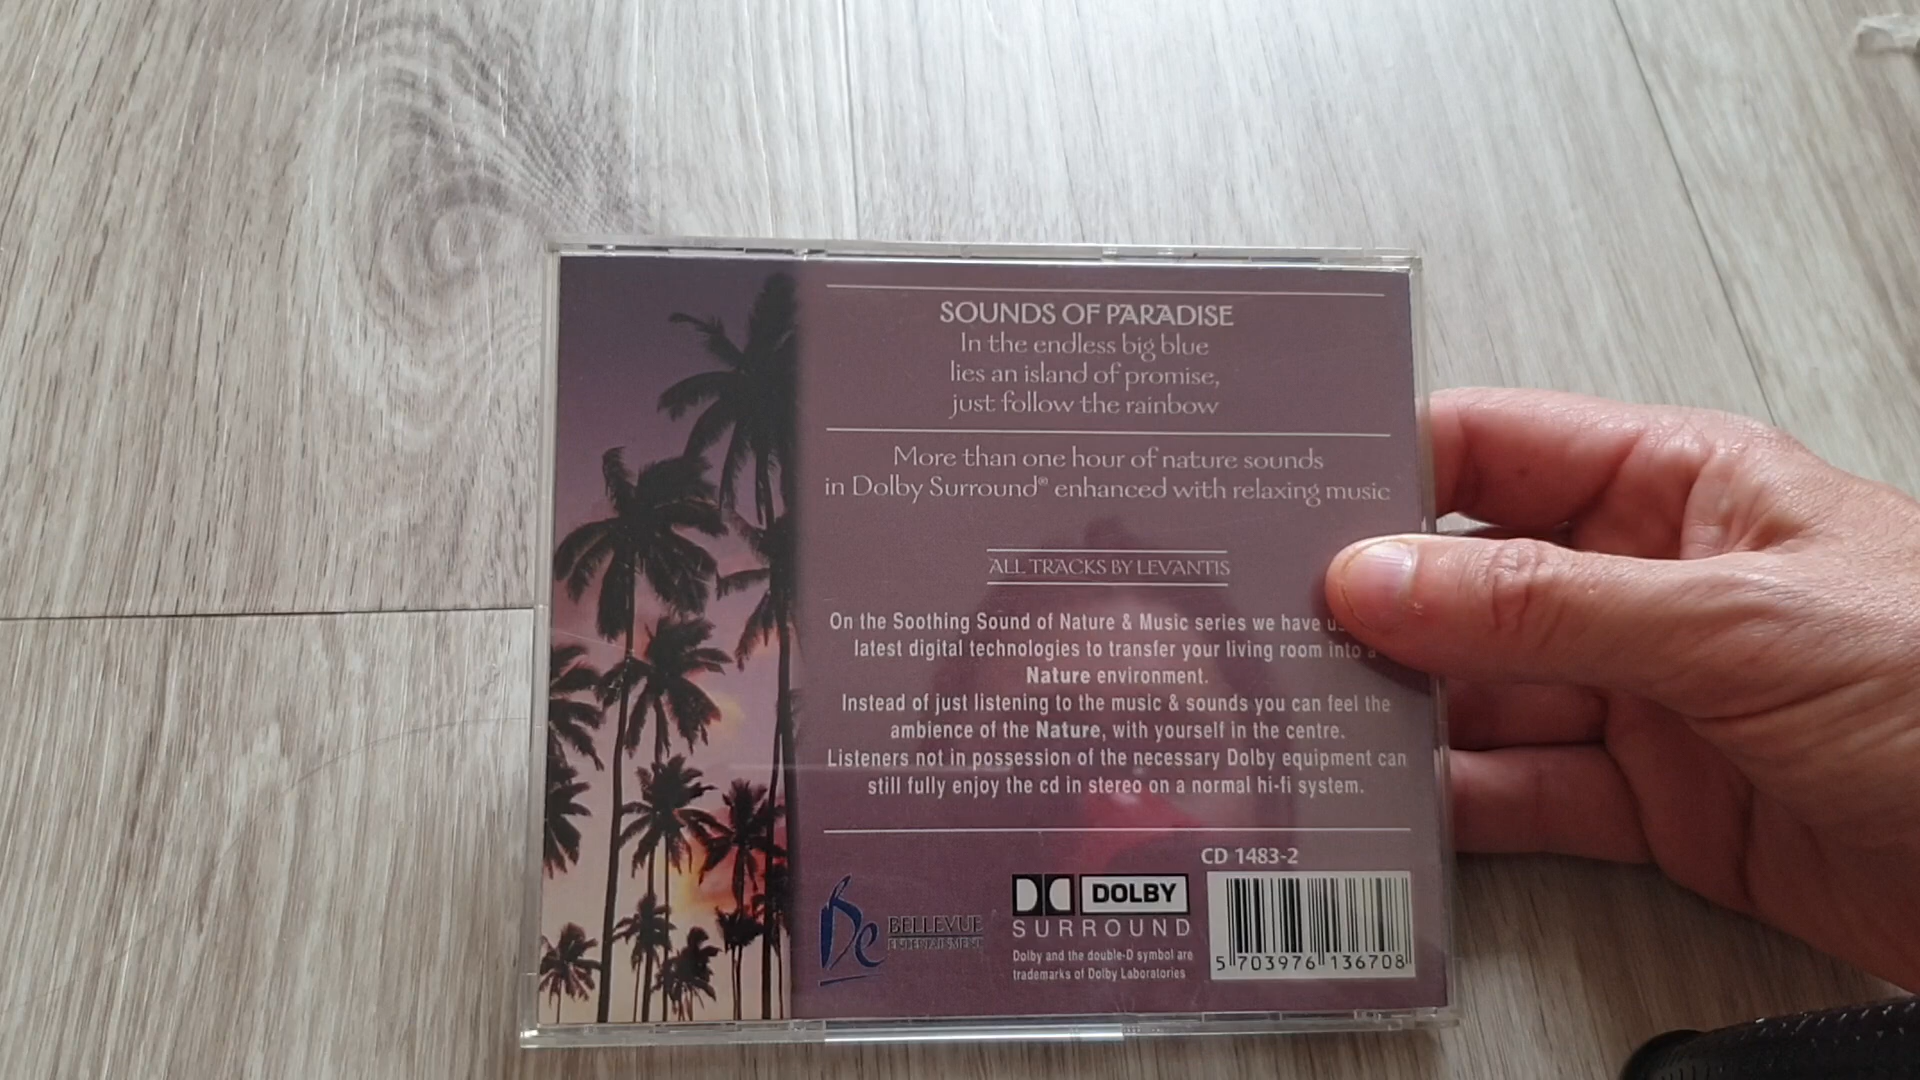 SOUNDS OF PARADISE
In the endless big blue
lies an island of promise,
just follow the rainbow
More than one hour of nature sounds
in Dolby Surround® enhanced with relaxing music
ALL TRACKS BY LEVANTIS
On the Soothing Sound of Nature & Music series we have
latest digital technologies to transfer your living room into a
Nature environment.
Instead of just listening to the music & sounds you can feel the
ambience of the Nature, with yourself in the centre.
Listeners not in possession of the necessary Dolby equipment can
still fully enjoy the cd in stereo on a normal hi-fi system.
CD 1483-2
Be BELLEVUE
ENTERTAINMENT
DOLBY
SURROUND
Dolby and the double-D symbol are
trademarks of Dolby Laboratories
5 703976 136708